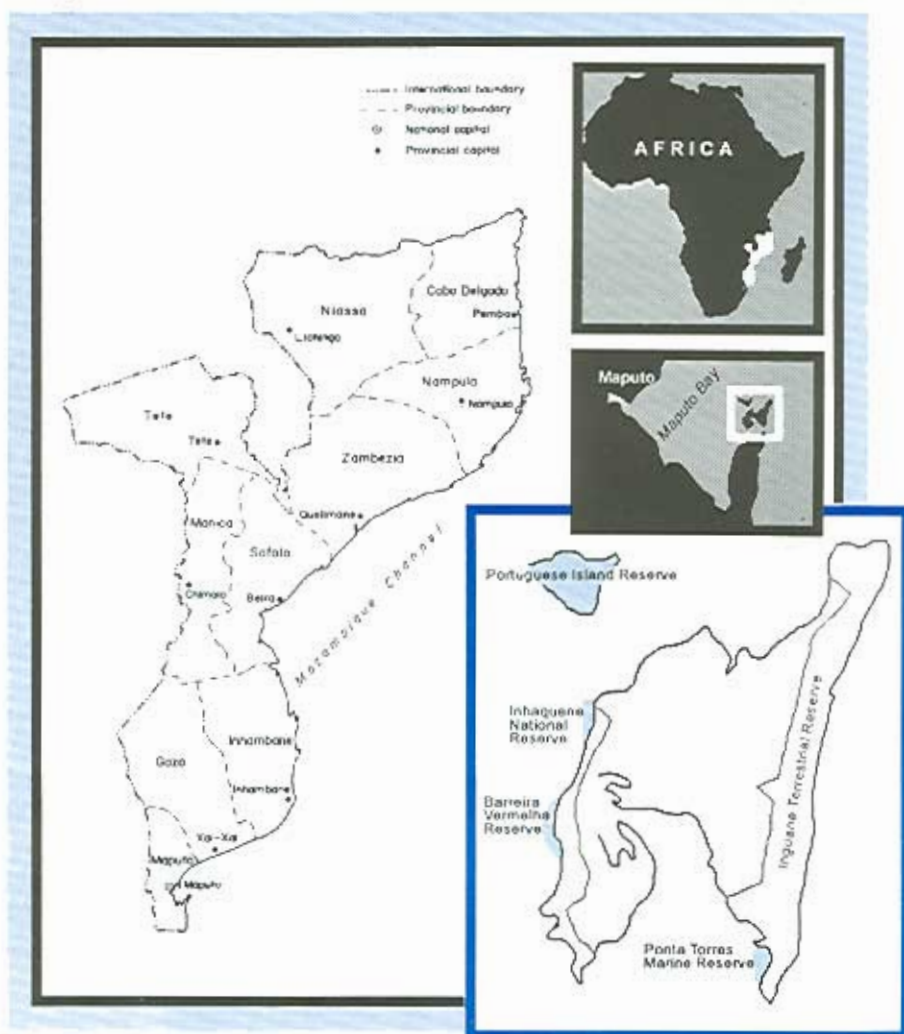 International boundary
Provincial boundary
National capital
Provincial capital
AFRICA
Niassa
Cabo Delgado
Pemba
Nampula
Nampula
Tete
Tete
Zambezia
Quelimane
Manica
Sofala
Chimoio
Beira
Mozambique Channel
Gaza
Inhambane
Inhambane
Xai-Xai
Maputo
Maputo
Maputo
Maputo Bay
Portuguese Island Reserve
Inhaquene
National
Reserve
Barreira
Vermelha
Reserve
Inguane Terrestrial Reserve
Ponta Torres
Marine Reserve